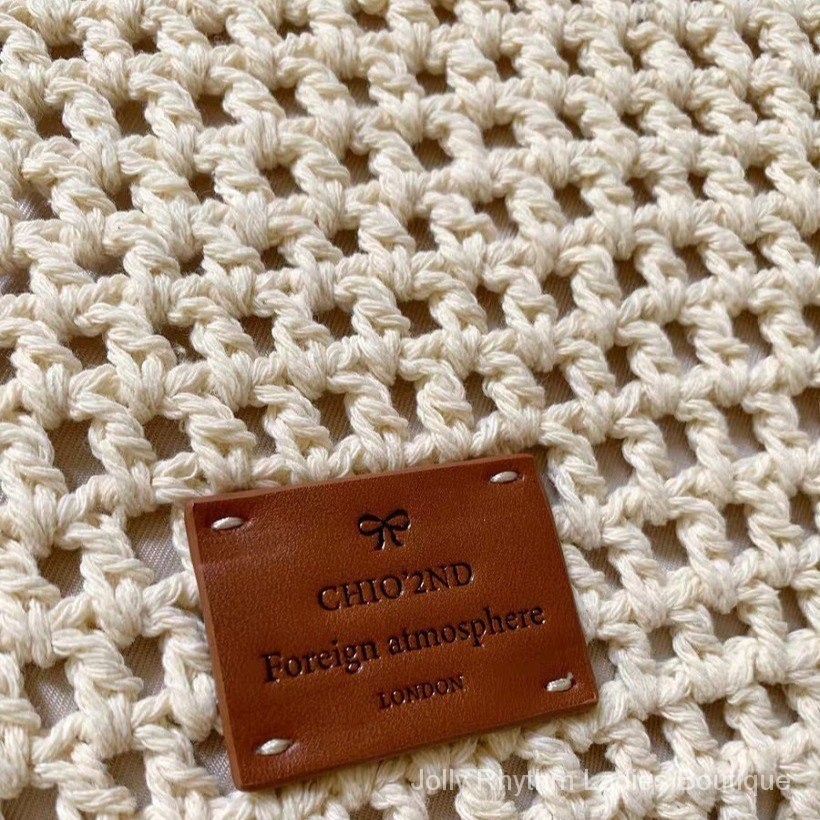 CHIO'2ND
Foreign atmosphere
LONDON
Jolly Rhythm Ladies Boutique